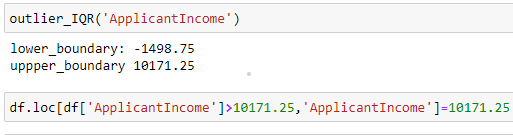 outlier_IQR('ApplicantIncome')
lower_boundary: -1498.75
uppper_boundary 10171.25
df.loc[df['ApplicantIncome']>10171.25,'ApplicantIncome']=10171.25